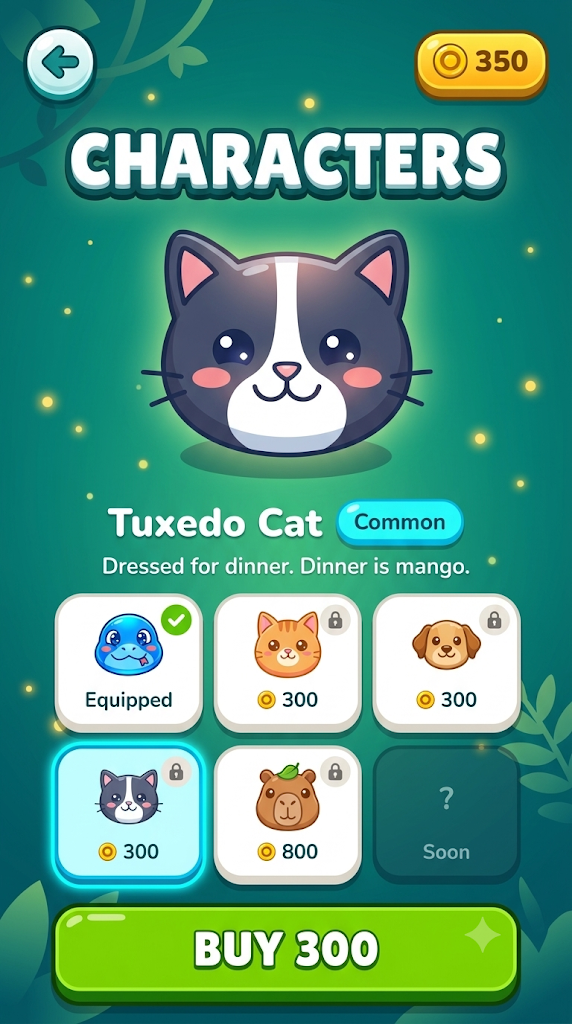 350
CHARACTERS
Tuxedo Cat
Common
Dressed for dinner. Dinner is mango.
Equipped
300
300
300
800
?
Soon
BUY 300